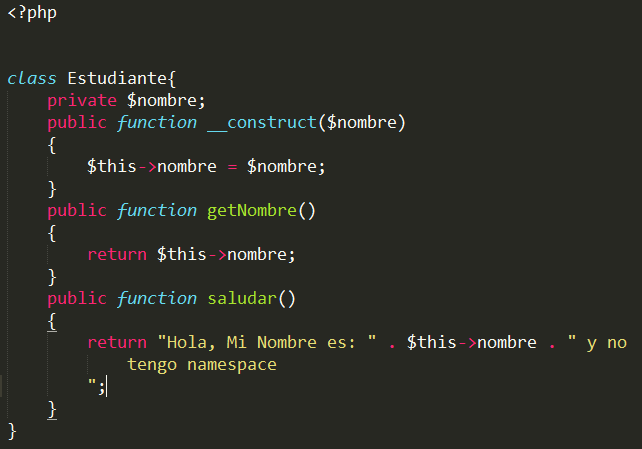 <?php
class Estudiante{
    private $nombre;
    public function __construct($nombre)
    {
        $this->nombre = $nombre;
    }
    public function getNombre()
    {
        return $this->nombre;
    }
    public function saludar()
    {
        return "Hola, Mi Nombre es: " . $this->nombre . " y no
            tengo namespace
        ";
    }
}